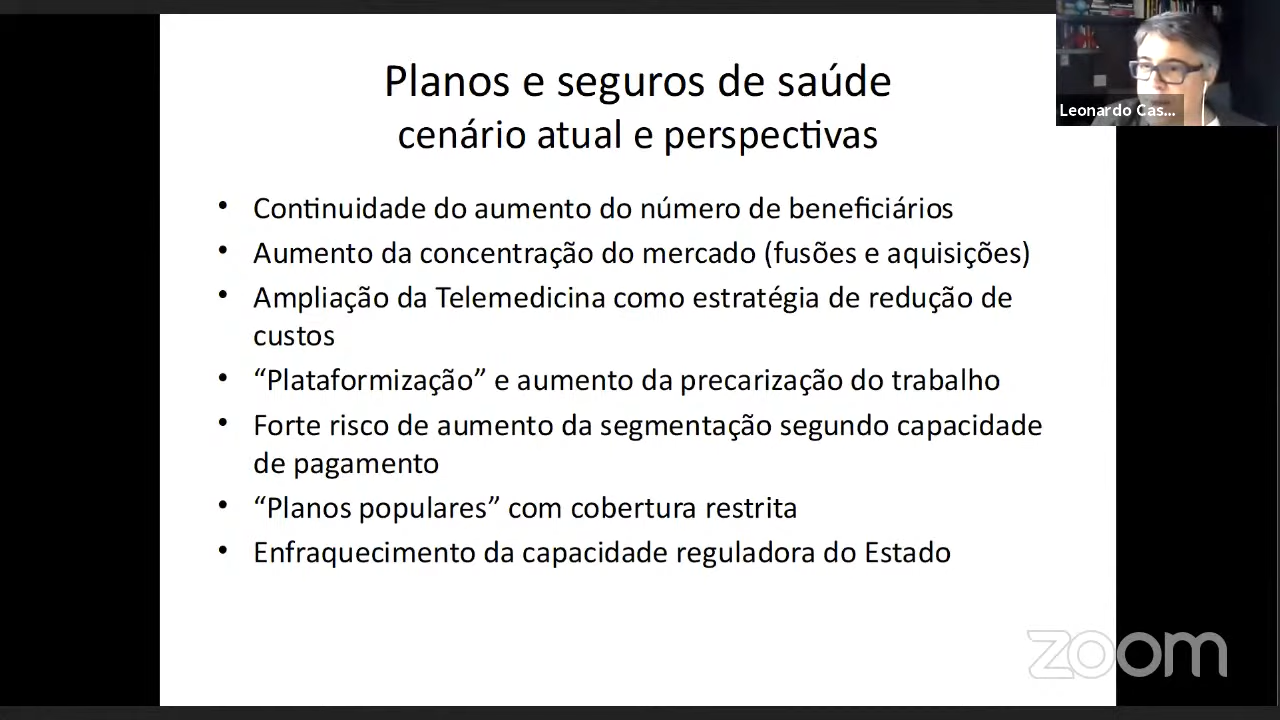 Planos e seguros de saúde
cenário atual e perspectivas
• Continuidade do aumento do número de beneficiários
• Aumento da concentração do mercado (fusões e aquisições)
• Ampliação da Telemedicina como estratégia de redução de
custos
• “Plataformização” e aumento da precarização do trabalho
• Forte risco de aumento da segmentação segundo capacidade
de pagamento
• “Planos populares” com cobertura restrita
• Enfraquecimento da capacidade reguladora do Estado
Leonardo Cas...
zoom